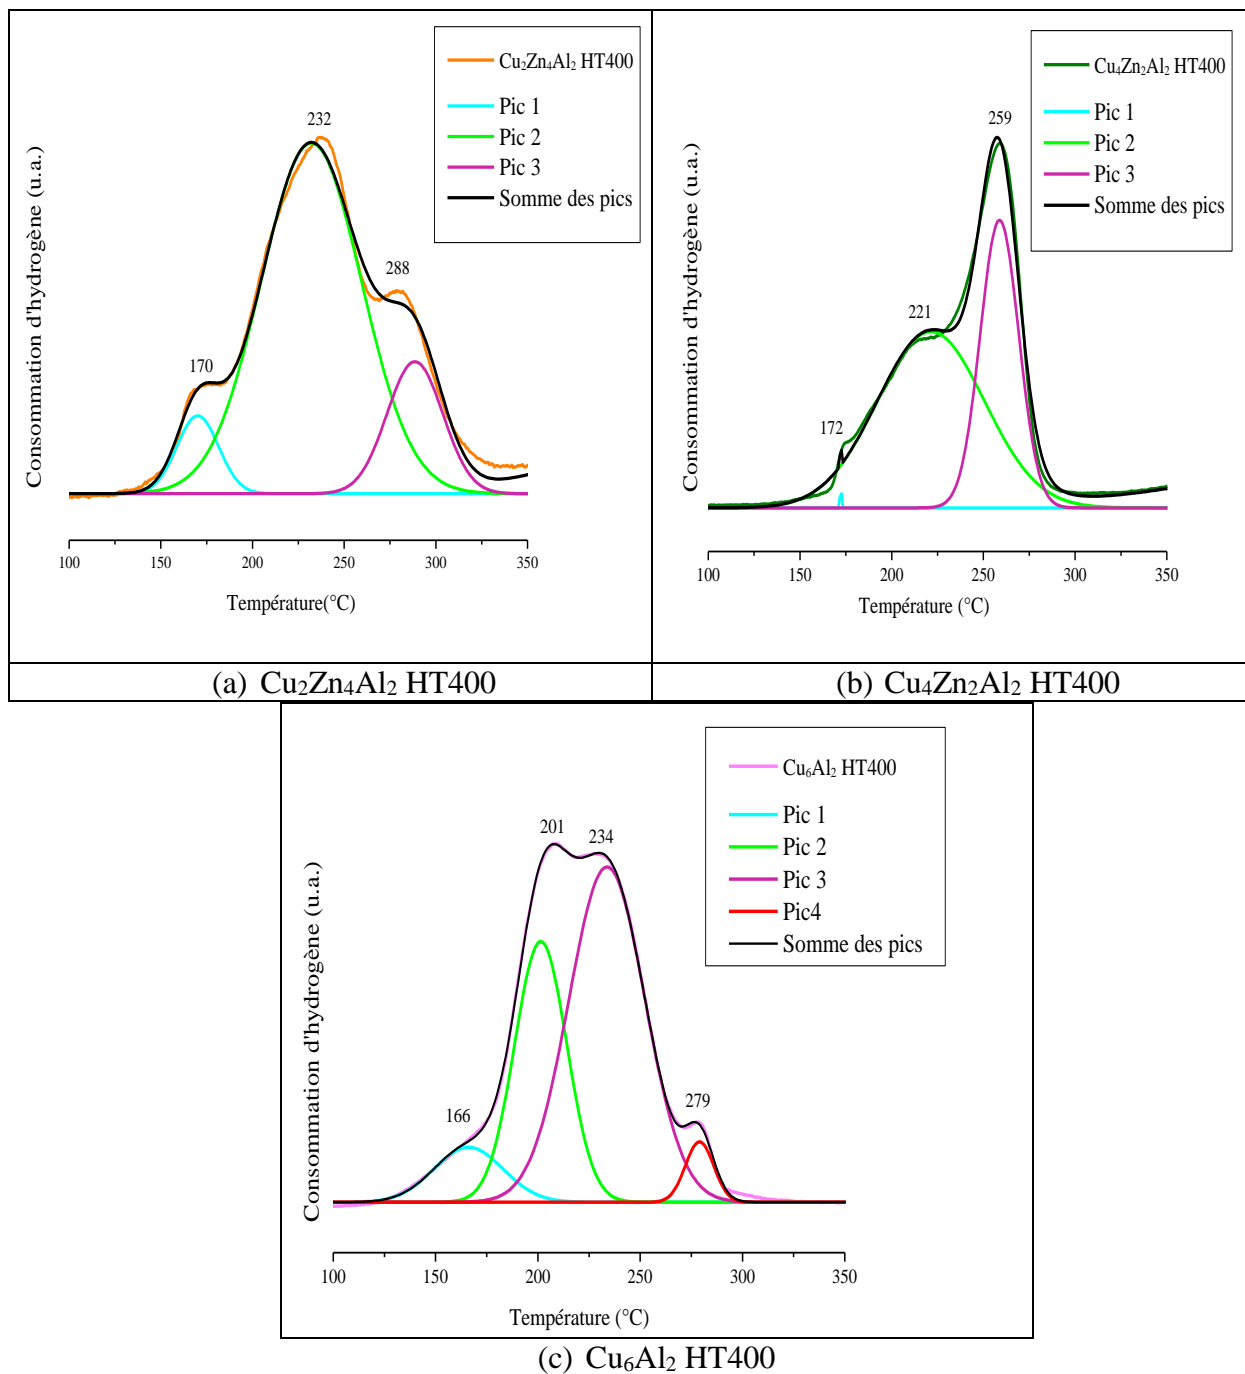 Cu₂Zn₄Al₂ HT400
Pic 1
Pic 2
Pic 3
Somme des pics
232
288
170
Consommation d'hydrogène (u.a.)
100 150 200 250 300 350
Température(°C)
(a) Cu₂Zn₄Al₂ HT400
Cu₄Zn₂Al₂ HT400
Pic 1
Pic 2
Pic 3
Somme des pics
259
221
172
Consommation d'hydrogène (u.a.)
100 150 200 250 300 350
Température (°C)
(b) Cu₄Zn₂Al₂ HT400
Cu₆Al₂ HT400
Pic 1
Pic 2
Pic 3
Pic4
Somme des pics
201
234
166
279
Consommation d'hydrogène (u.a.)
100 150 200 250 300 350
Température (°C)
(c) Cu₆Al₂ HT400